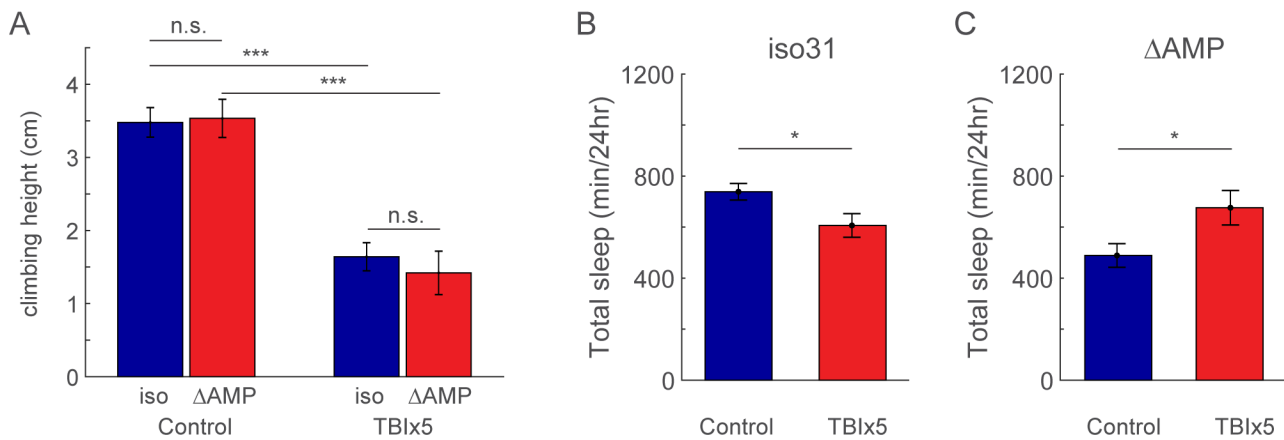 A
n.s.
***
***
n.s.
climbing height (cm)
4
3
2
1
0
iso ΔAMP iso ΔAMP
Control TBIx5
B
iso31
*
Total sleep (min/24hr)
1200
800
400
0
Control TBIx5
C
ΔAMP
*
Total sleep (min/24hr)
1200
800
400
0
Control TBIx5